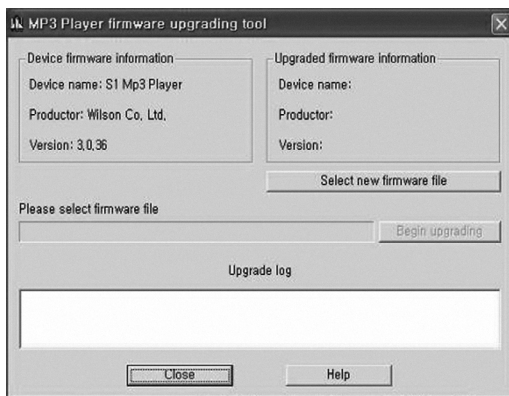 MP3 Player firmware upgrading tool
Device firmware information
Device name: S1 Mp3 Player
Productor: Wilson Co, Ltd,
Version: 3,0,36
Upgraded firmware information
Device name:
Productor:
Version:
Select new firmware file
Please select firmware file
Begin upgrading
Upgrade log
Close
Help